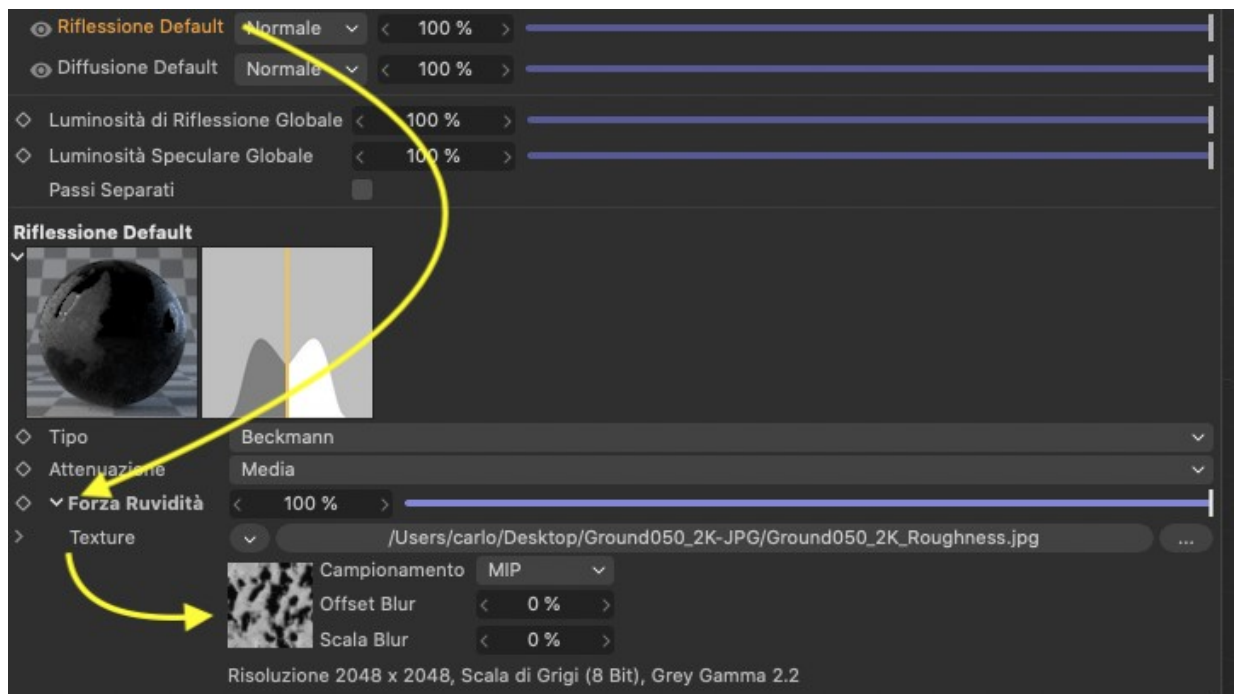 Riflessione Default Normale 100 %
Diffusione Default Normale 100 %
Luminosità di Riflessione Globale 100 %
Luminosità Speculare Globale 100 %
Passi Separati
Riflessione Default
Tipo Beckmann
Attenuazione Media
Forza Ruvidità 100 %
Texture /Users/carlo/Desktop/Ground050_2K-JPG/Ground050_2K_Roughness.jpg ...
Campionamento MIP
Offset Blur 0 %
Scala Blur 0 %
Risoluzione 2048 x 2048, Scala di Grigi (8 Bit), Grey Gamma 2.2